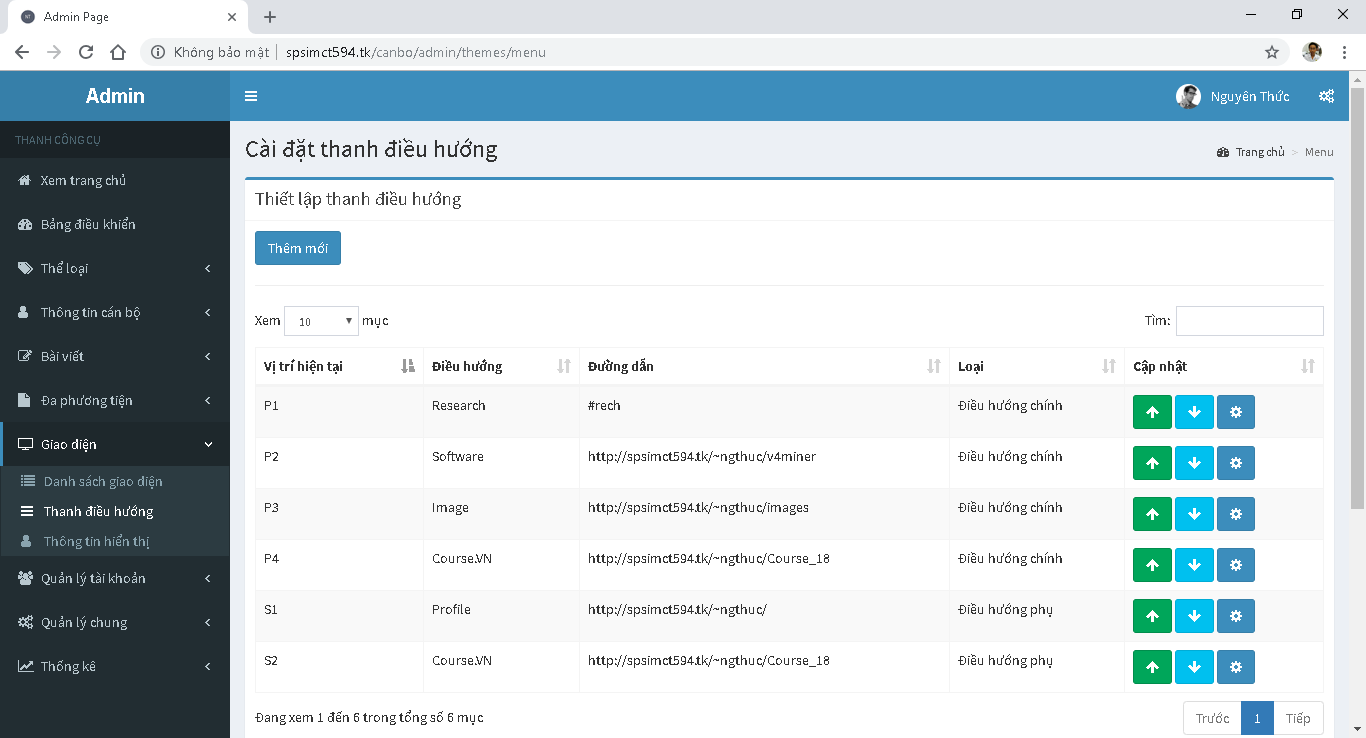 Admin Page
Không bảo mật | spsimct594.tk/canbo/admin/themes/menu
Admin
Nguyên Thức
THANH CÔNG CỤ
Xem trang chủ
Bảng điều khiển
Thể loại
Thông tin cán bộ
Bài viết
Đa phương tiện
Giao diện
Danh sách giao diện
Thanh điều hướng
Thông tin hiển thị
Quản lý tài khoản
Quản lý chung
Thống kê
Cài đặt thanh điều hướng
Trang chủ > Menu
Thiết lập thanh điều hướng
Thêm mới
Xem 10 mục
Tìm:
Vị trí hiện tại Điều hướng Đường dẫn Loại Cập nhật
P1 Research #rech Điều hướng chính
P2 Software http://spsimct594.tk/~ngthuc/v4miner Điều hướng chính
P3 Image http://spsimct594.tk/~ngthuc/images Điều hướng chính
P4 Course.VN http://spsimct594.tk/~ngthuc/Course_18 Điều hướng chính
S1 Profile http://spsimct594.tk/~ngthuc/ Điều hướng phụ
S2 Course.VN http://spsimct594.tk/~ngthuc/Course_18 Điều hướng phụ
Đang xem 1 đến 6 trong tổng số 6 mục
Trước 1 Tiếp